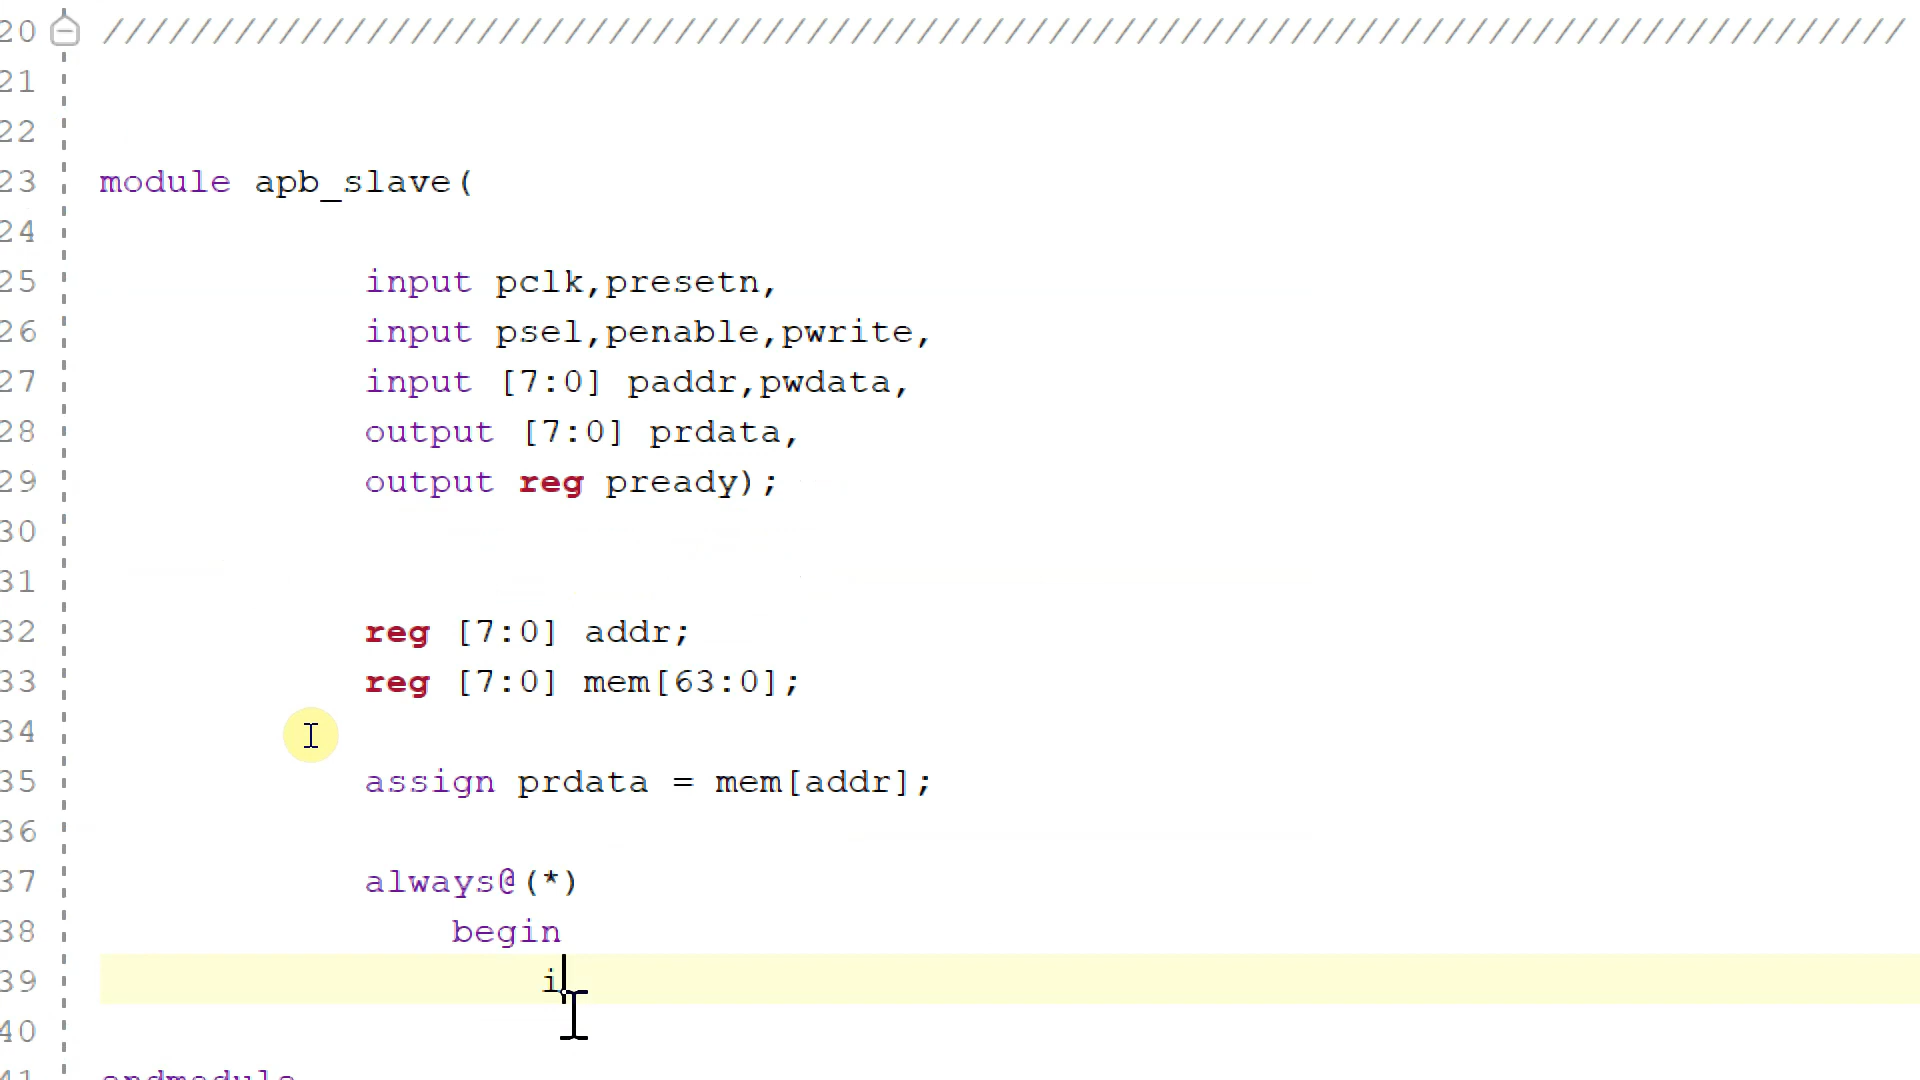 20 //////////////////////////////////////////////////////////////////////////////////
21
22
23 module apb_slave(
24
25 input pclk,presetn,
26 input psel,penable,pwrite,
27 input [7:0] paddr,pwdata,
28 output [7:0] prdata,
29 output reg pready);
30
31
32 reg [7:0] addr;
33 reg [7:0] mem[63:0];
34
35 assign prdata = mem[addr];
36
37 always@(*)
38 begin
39 i
40
41 endmodule